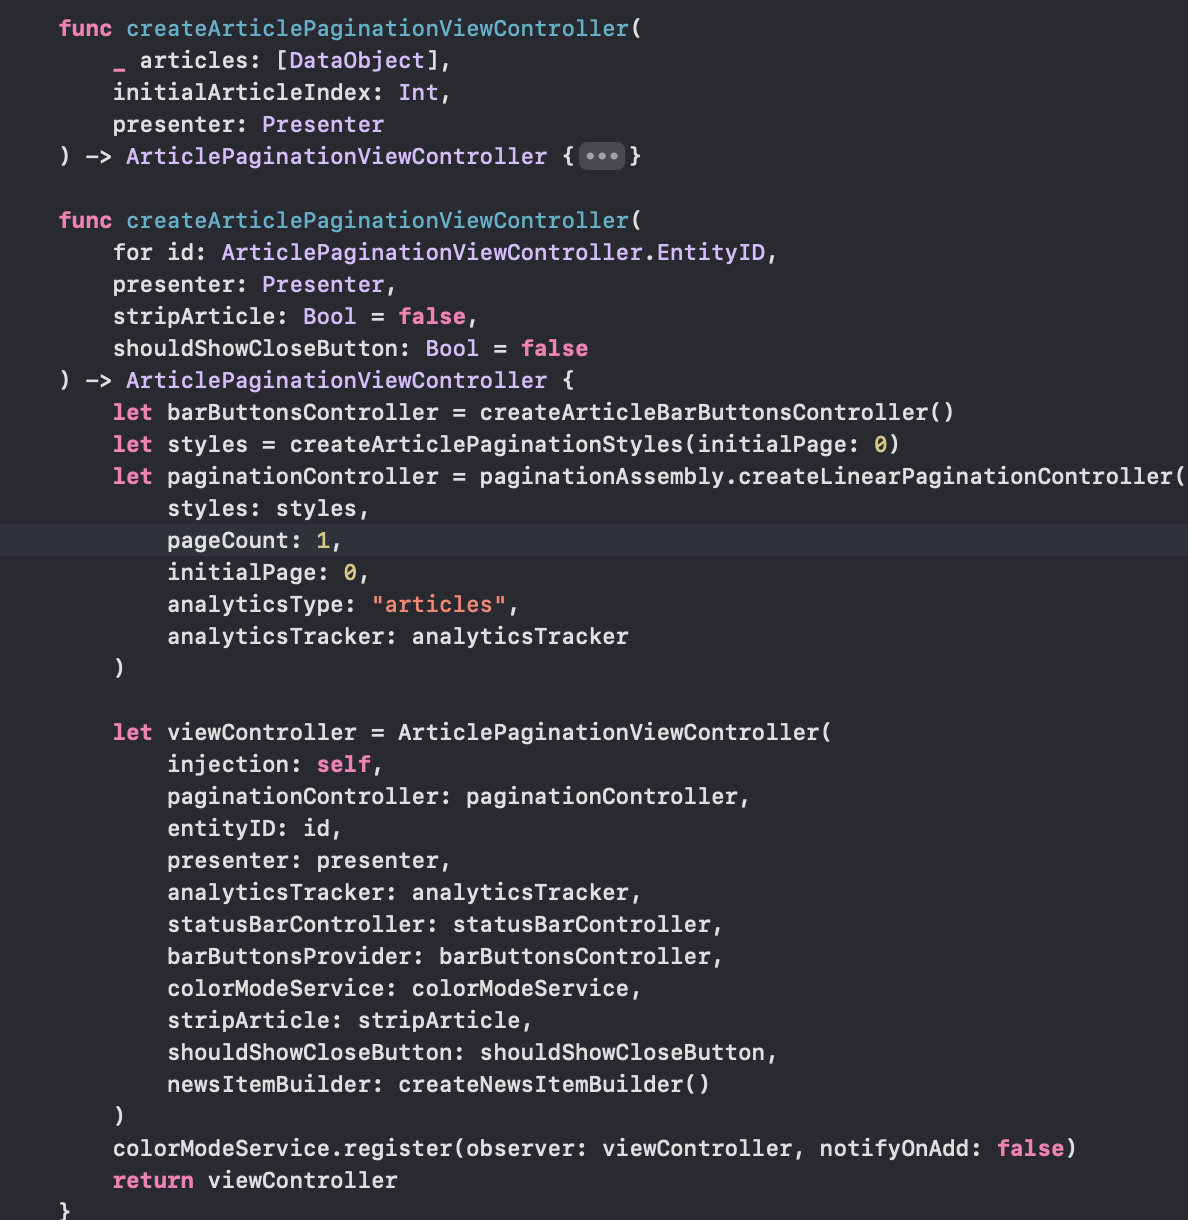 func createArticlePaginationViewController(
    _ articles: [DataObject],
    initialArticleIndex: Int,
    presenter: Presenter
) -> ArticlePaginationViewController {•••}

func createArticlePaginationViewController(
    for id: ArticlePaginationViewController.EntityID,
    presenter: Presenter,
    stripArticle: Bool = false,
    shouldShowCloseButton: Bool = false
) -> ArticlePaginationViewController {
    let barButtonsController = createArticleBarButtonsController()
    let styles = createArticlePaginationStyles(initialPage: 0)
    let paginationController = paginationAssembly.createLinearPaginationController(
        styles: styles,
        pageCount: 1,
        initialPage: 0,
        analyticsType: "articles",
        analyticsTracker: analyticsTracker
    )

    let viewController = ArticlePaginationViewController(
        injection: self,
        paginationController: paginationController,
        entityID: id,
        presenter: presenter,
        analyticsTracker: analyticsTracker,
        statusBarController: statusBarController,
        barButtonsProvider: barButtonsController,
        colorModeService: colorModeService,
        stripArticle: stripArticle,
        shouldShowCloseButton: shouldShowCloseButton,
        newsItemBuilder: createNewsItemBuilder()
    )
    colorModeService.register(observer: viewController, notifyOnAdd: false)
    return viewController
}